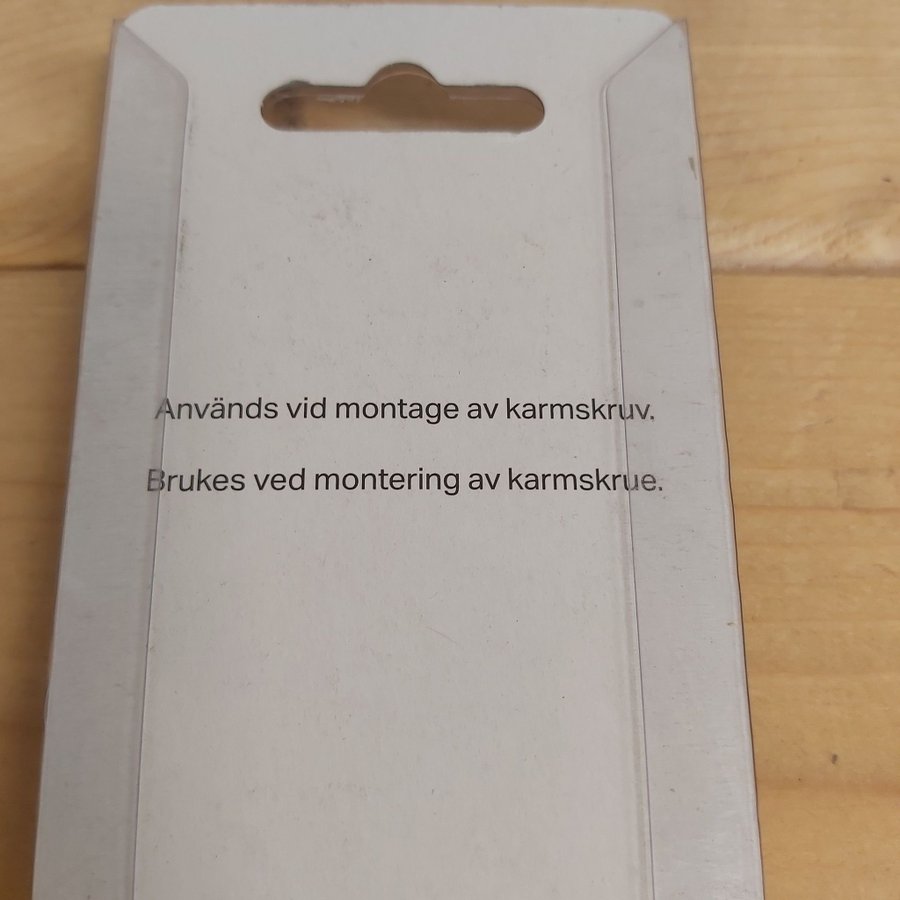 Används vid montage av karmskruv.
Brukes ved montering av karmskrue.